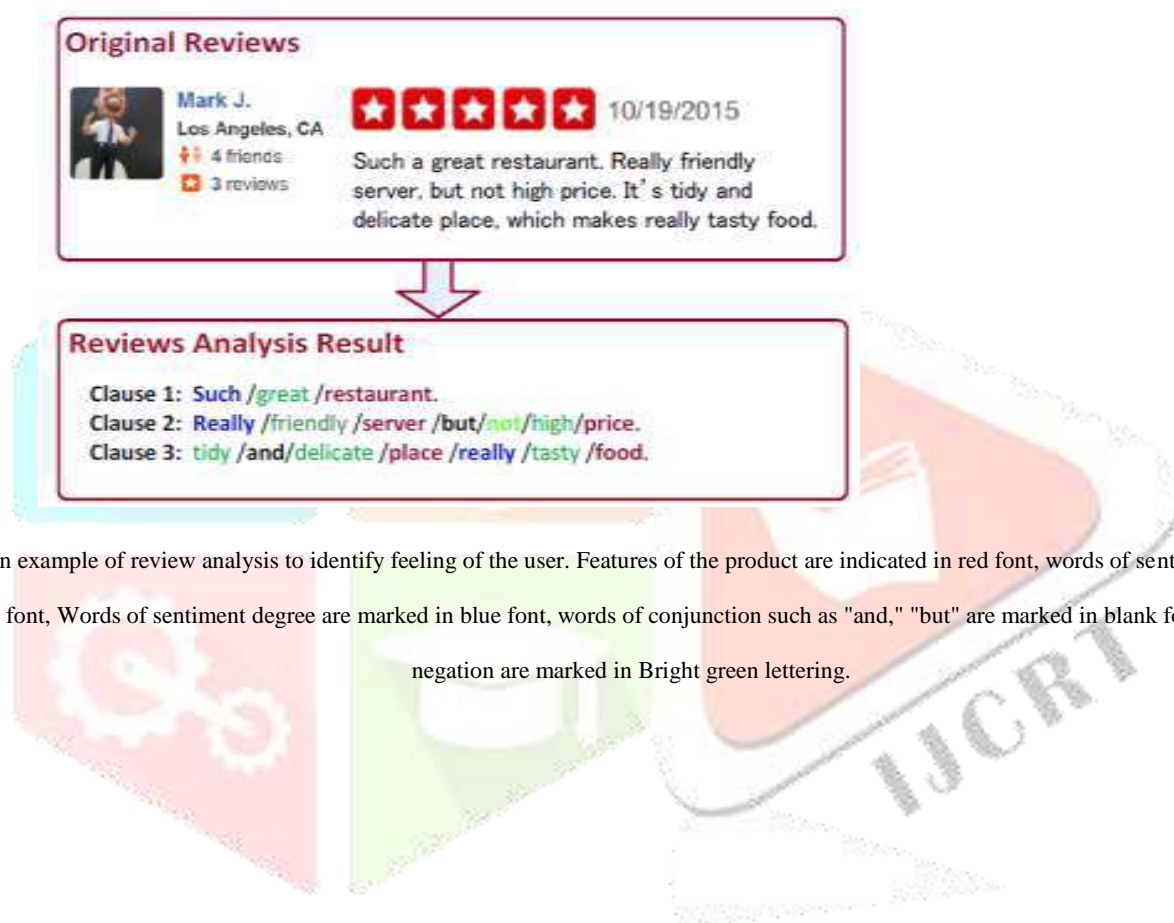 Original Reviews
Mark J.
Los Angeles, CA
4 friends
3 reviews
10/19/2015
Such a great restaurant. Really friendly
server, but not high price. It's tidy and
delicate place, which makes really tasty food.
Reviews Analysis Result
Clause 1: Such /great /restaurant.
Clause 2: Really /friendly /server /but/not/high/price.
Clause 3: tidy /and/delicate /place /really /tasty /food.
n example of review analysis to identify feeling of the user. Features of the product are indicated in red font, words of sent
font, Words of sentiment degree are marked in blue font, words of conjunction such as "and," "but" are marked in blank fo
negation are marked in Bright green lettering.
IJCRT